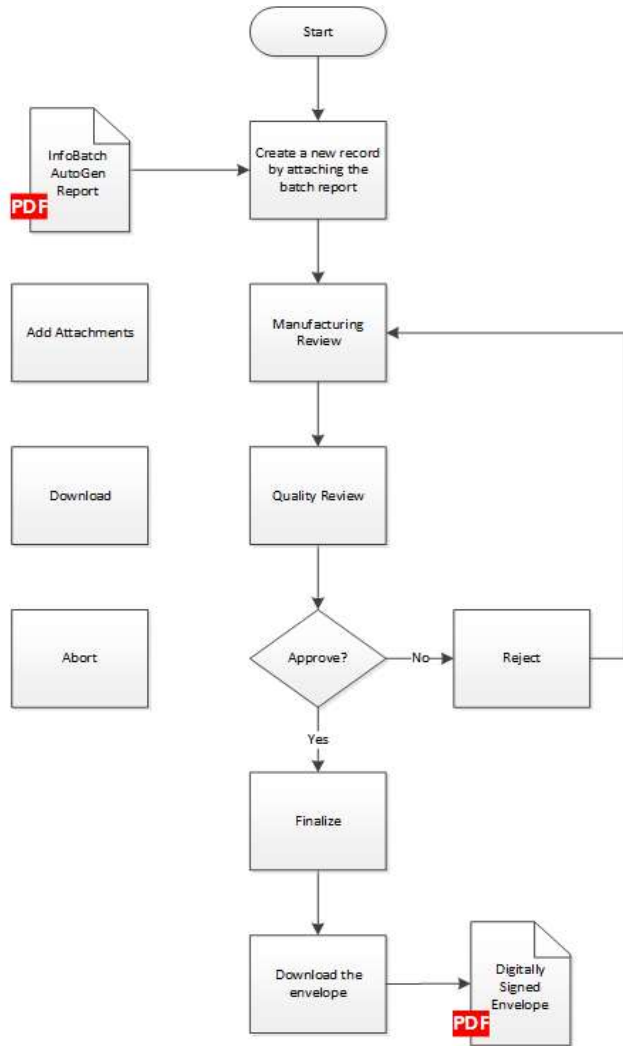 Start
InfoBatch
AutoGen
Report
PDF
Create a new record
by attaching the
batch report
Add Attachments
Manufacturing
Review
Download
Quality Review
Abort
Approve?
No
Reject
Yes
Finalize
Download the
envelope
Digitally
Signed
Envelope
PDF